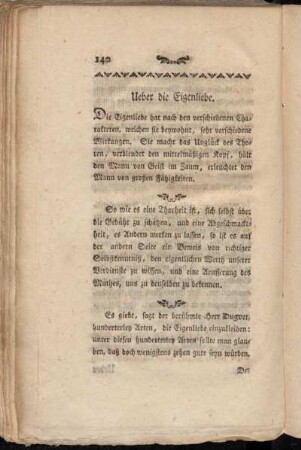 140
Ueber die Eigenliebe.
Die Eigenliebe hat nach den verschiedenen Cha-
rakteren, welchen sie beywohnt, sehr verschiedene
Wirkungen. Sie macht das Unglück des Tho-
ren, verblendet den mittelmäßigen Kopf, hält
den Mann von Geist im Zaum, erleuchtet den
Mann von großen Fähigkeiten.
So wie es eine Thorheit ist, sich selbst über
die Gebühr zu schätzen, und eine Abgeschmackt-
heit, es Andern merken zu lassen, so ist es auf
der andern Seite ein Beweis von richtiger
Selbstkenntniß, den eigentlichen Werth unserer
Verdienste zu wissen, und eine Aeusserung des
Muthes, uns zu denselben zu bekennen.
Es giebt, sagt der berühmte Herr Dugvet,
hunderterley Arten, die Eigenliebe einzukleiden:
unter diesen hunderterley Arten sollte man glau-
ben, daß doch wenigstens zehen gute seyn würden.
Der